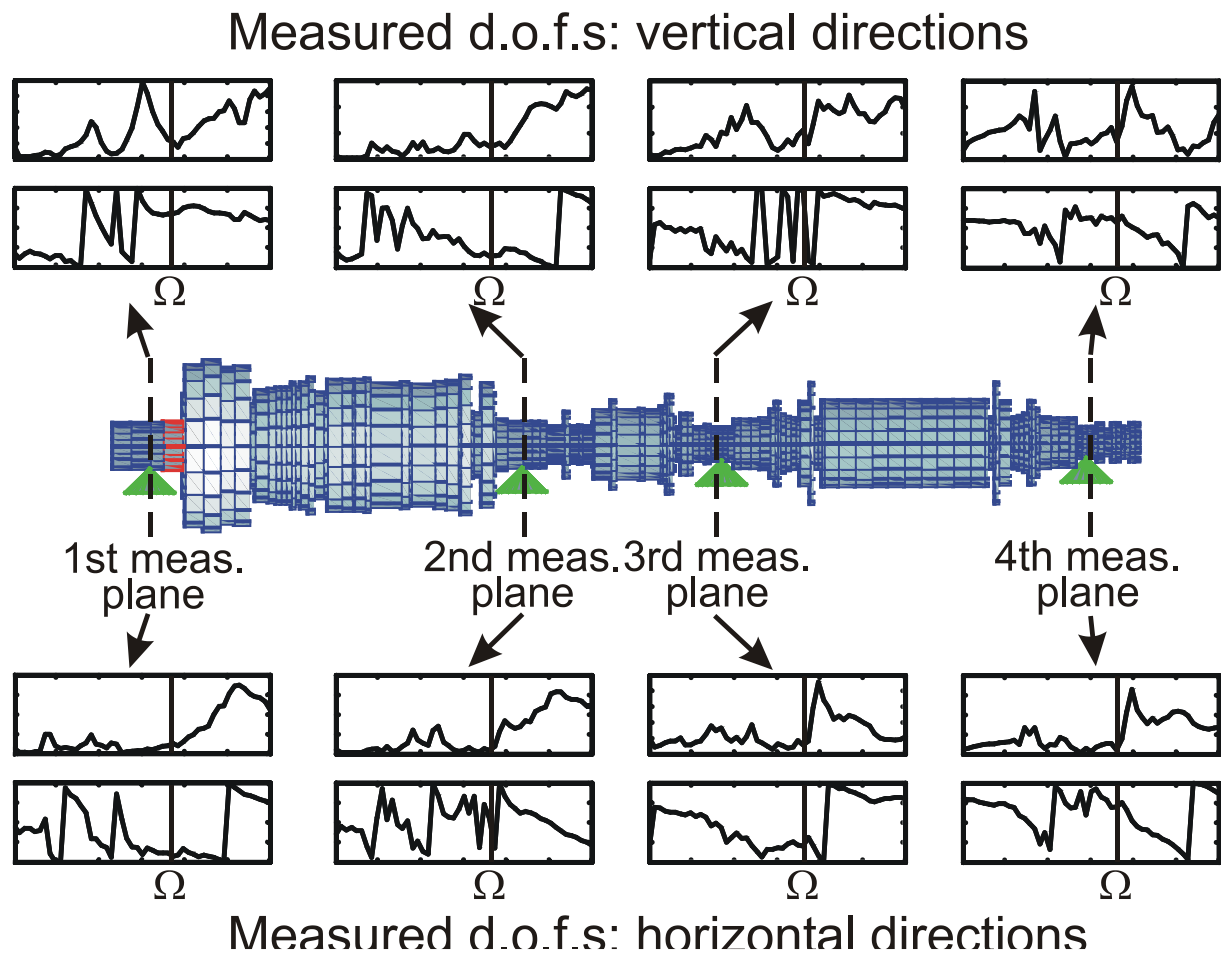 Measured d.o.f.s: vertical directions
Ω Ω Ω Ω
1st meas. plane
2nd meas. plane
3rd meas. plane
4th meas. plane
Ω Ω Ω Ω
Measured d.o.f.s: horizontal directions